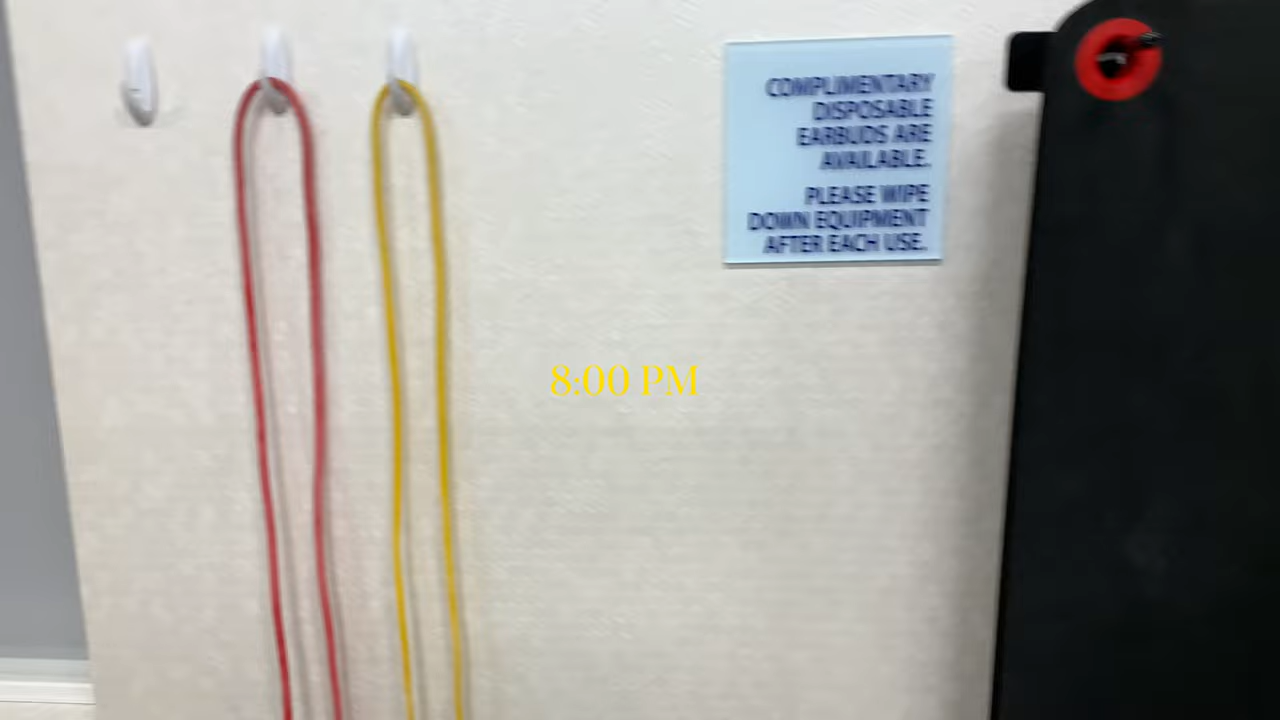 COMPLIMENTARY
DISPOSABLE
EARBUDS ARE
AVAILABLE.
PLEASE WIPE
DOWN EQUIPMENT
AFTER EACH USE.
8:00 PM